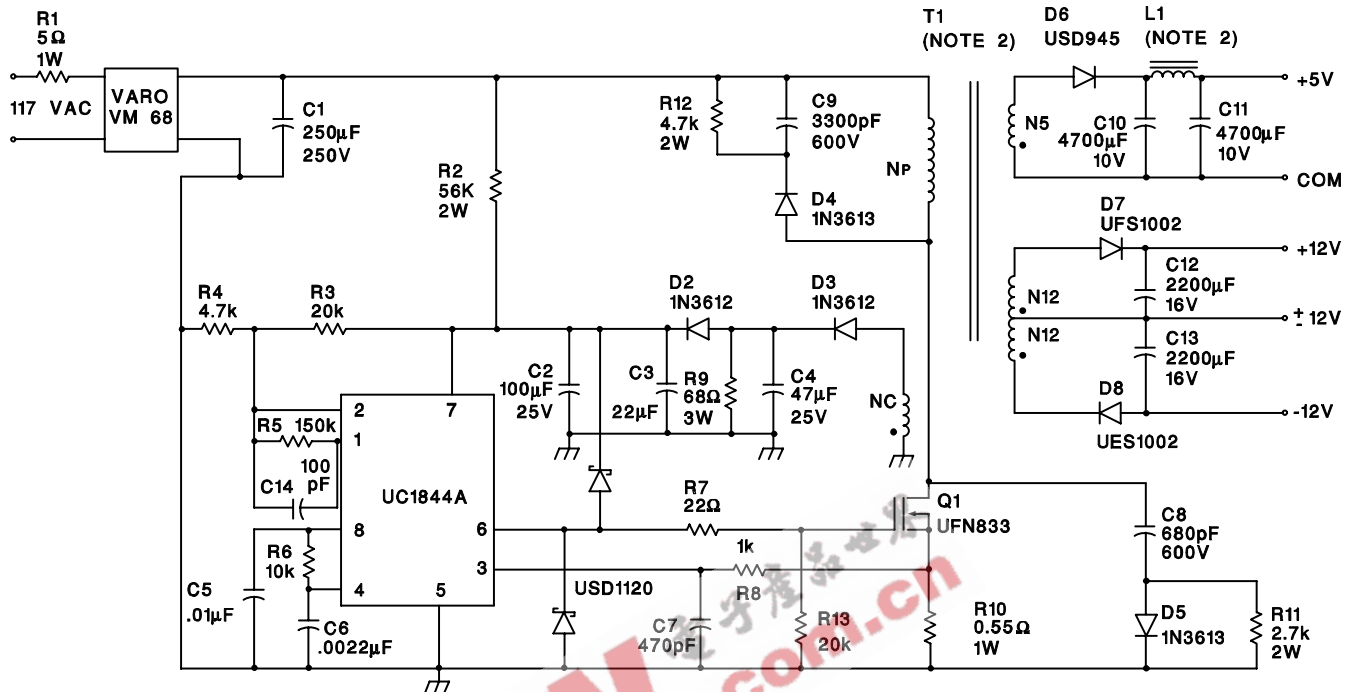 R1
5Ω
1W
117 VAC
VARO
VM 68
C1
250µF
250V
R2
56K
2W
R12
4.7k
2W
C9
3300pF
600V
D4
1N3613
NP
T1
(NOTE 2)
D6
USD945
L1
(NOTE 2)
+5V
N5
C10
4700µF
10V
C11
4700µF
10V
COM
D7
UFS1002
+12V
N12
N12
C12
2200µF
16V
±12V
C13
2200µF
16V
D8
UES1002
-12V
R4
4.7k
R3
20k
D2
1N3612
D3
1N3612
C2
100µF
25V
C3
22µF
R9
68Ω
3W
C4
47µF
25V
NC
2
7
R5 150k
1
100
pF
C14
UC1844A
8
6
R6
10k
3
4
5
C5
.01µF
C6
.0022µF
R7
22Ω
Q1
UFN833
1k
R8
USD1120
C7
470pF
R13
20k
R10
0.55Ω
1W
C8
680pF
600V
D5
1N3613
R11
2.7k
2W
電子產品世界
.com.cn